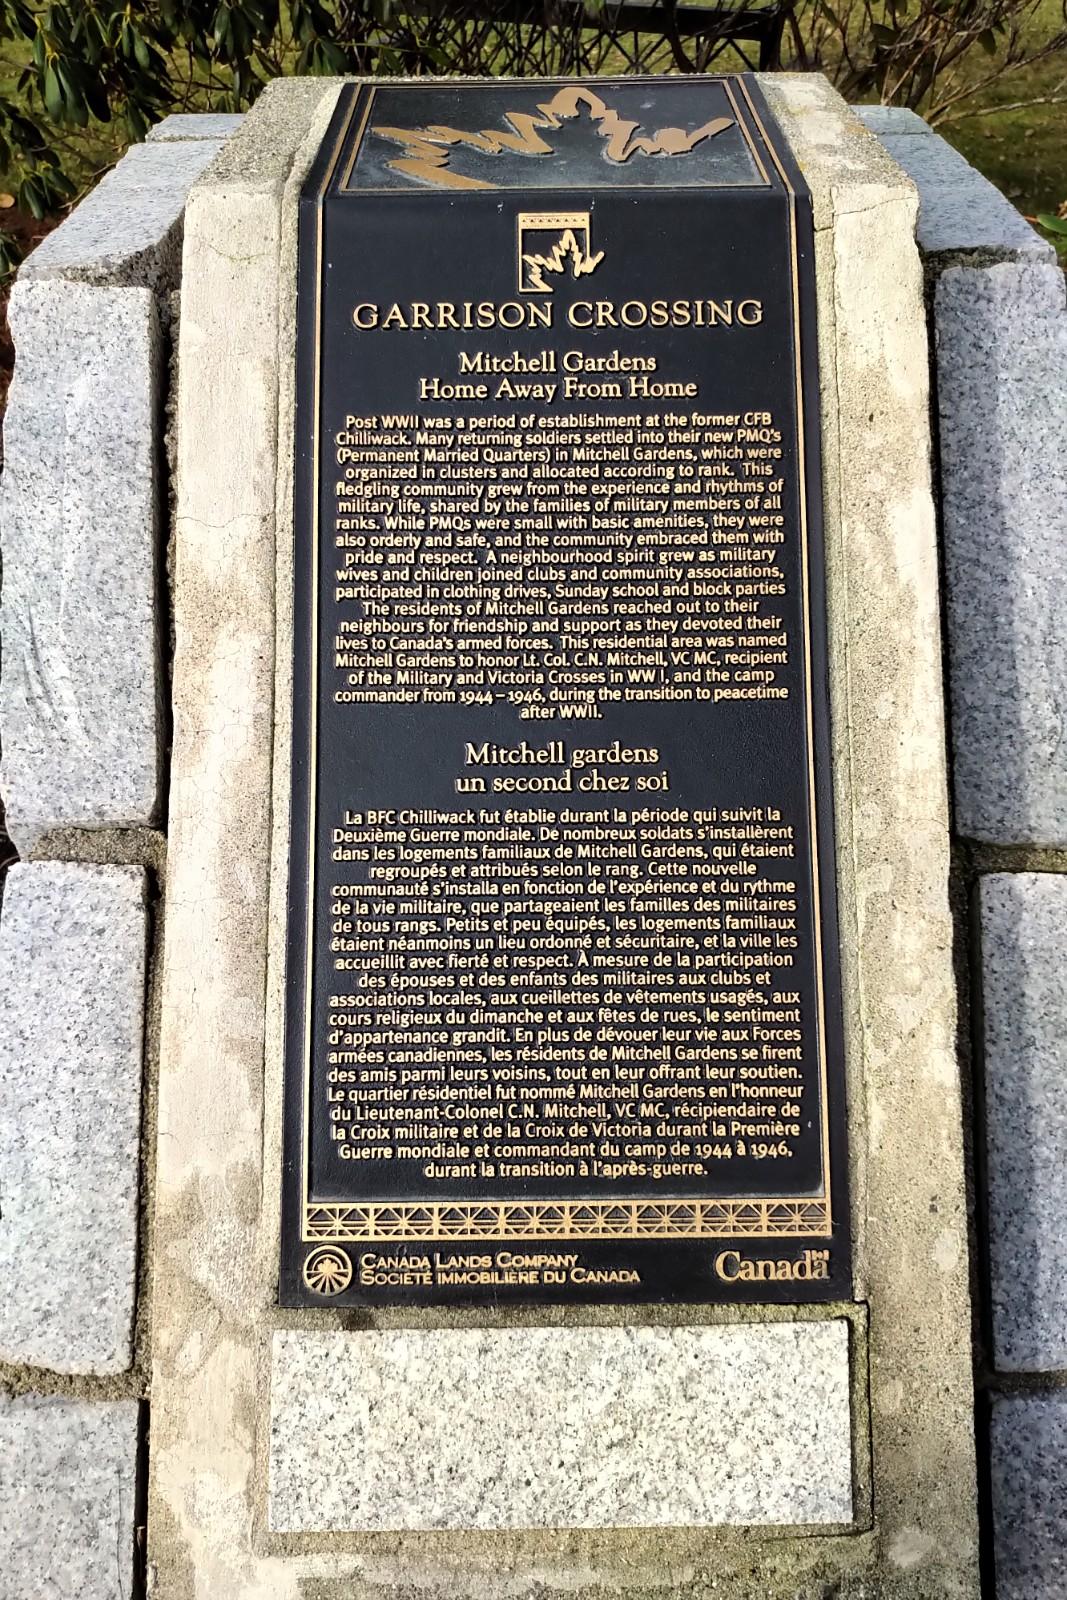 GARRISON CROSSING
Mitchell Gardens
Home Away From Home
Post WWII was a period of establishment at the former CFB
Chilliwack. Many returning soldiers settled into their new PMQ's
(Permanent Married Quarters) in Mitchell Gardens, which were
organized in clusters and allocated according to rank. This
fledgling community grew from the experience and rhythms of
military life, shared by the families of military members of all
ranks. While PMQs were small with basic amenities, they were
also orderly and safe, and the community embraced them with
pride and respect. A neighbourhood spirit grew as military
wives and children joined clubs and community associations,
participated in clothing drives, Sunday school and block parties
The residents of Mitchell Gardens reached out to their
neighbours for friendship and support as they devoted their
lives to Canada's armed forces. This residential area was named
Mitchell Gardens to honor Lt. Col. C.N. Mitchell, VC MC, recipient
of the Military and Victoria Crosses in WW I, and the camp
commander from 1944 – 1946, during the transition to peacetime
after WWII.
Mitchell gardens
un second chez soi
La BFC Chilliwack fut établie durant la période qui suivit la
Deuxième Guerre mondiale. De nombreux soldats s'installèrent
dans les logements familiaux de Mitchell Gardens, qui étaient
regroupés et attribués selon le rang. Cette nouvelle
communauté s'installa en fonction de l'expérience et du rythme
de la vie militaire, que partageaient les familles des militaires
de tous rangs. Petits et peu équipés, les logements familiaux
étaient néanmoins un lieu ordonné et sécuritaire, et la ville les
accueillit avec fierté et respect. À mesure de la participation
des épouses et des enfants des militaires aux clubs et
associations locales, aux cueillettes de vêtements usagés, aux
cours religieux du dimanche et aux fêtes de rues, le sentiment
d'appartenance grandit. En plus de dévouer leur vie aux Forces
armées canadiennes, les résidents de Mitchell Gardens se firent
des amis parmi leurs voisins, tout en leur offrant leur soutien.
Le quartier résidentiel fut nommé Mitchell Gardens en l'honneur
du Lieutenant-Colonel C.N. Mitchell, VC MC, récipiendaire de
la Croix militaire et de la Croix de Victoria durant la Première
Guerre mondiale et commandant du camp de 1944 à 1946,
durant la transition à l'après-guerre.
CANADA LANDS COMPANY
SOCIÉTÉ IMMOBILIÈRE DU CANADA
Canada